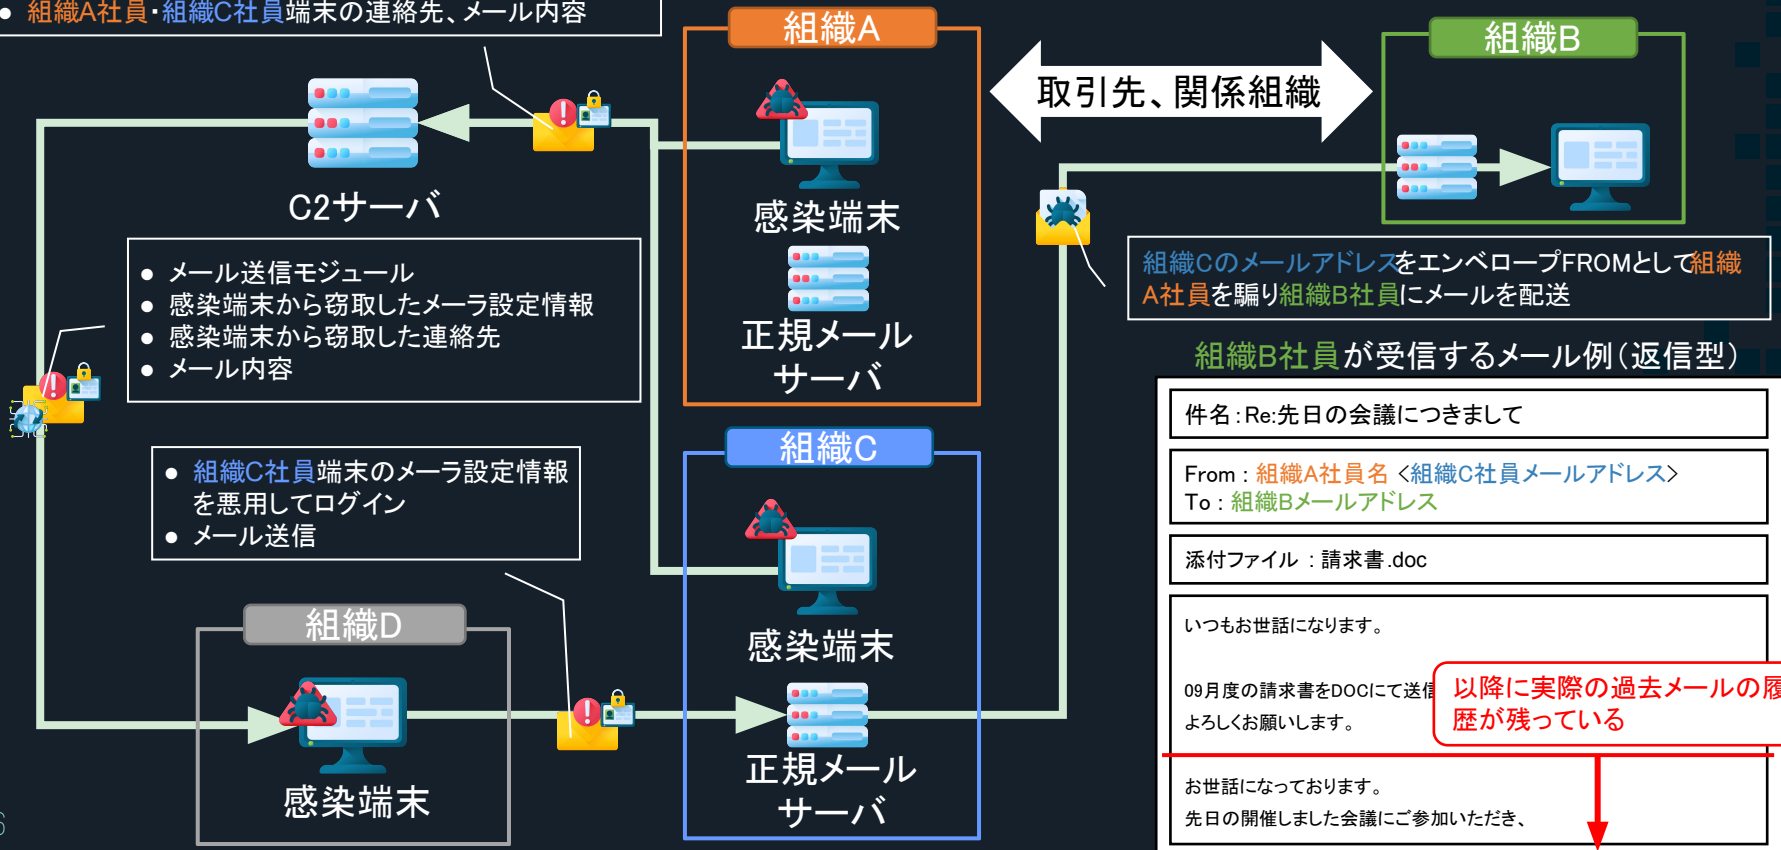 ● 組織A社員・組織C社員端末の連絡先、メール内容
組織A
組織B
取引先、関係組織
C2サーバ
感染端末
正規メール
サーバ
● メール送信モジュール
● 感染端末から窃取したメーラ設定情報
● 感染端末から窃取した連絡先
● メール内容
組織CのメールアドレスをエンベロープFROMとして組織
A社員を騙り組織B社員にメールを配送
組織B社員が受信するメール例(返信型)
件名:Re:先日の会議につきまして
From : 組織A社員名 <組織C社員メールアドレス>
To : 組織Bメールアドレス
添付ファイル : 請求書.doc
いつもお世話になります。
09月度の請求書をDOCにて送信
よろしくお願いします。
以降に実際の過去メールの履
歴が残っている
お世話になっております。
先日の開催しました会議にご参加いただき、
● 組織C社員端末のメーラ設定情報
を悪用してログイン
● メール送信
組織C
感染端末
正規メール
サーバ
組織D
感染端末